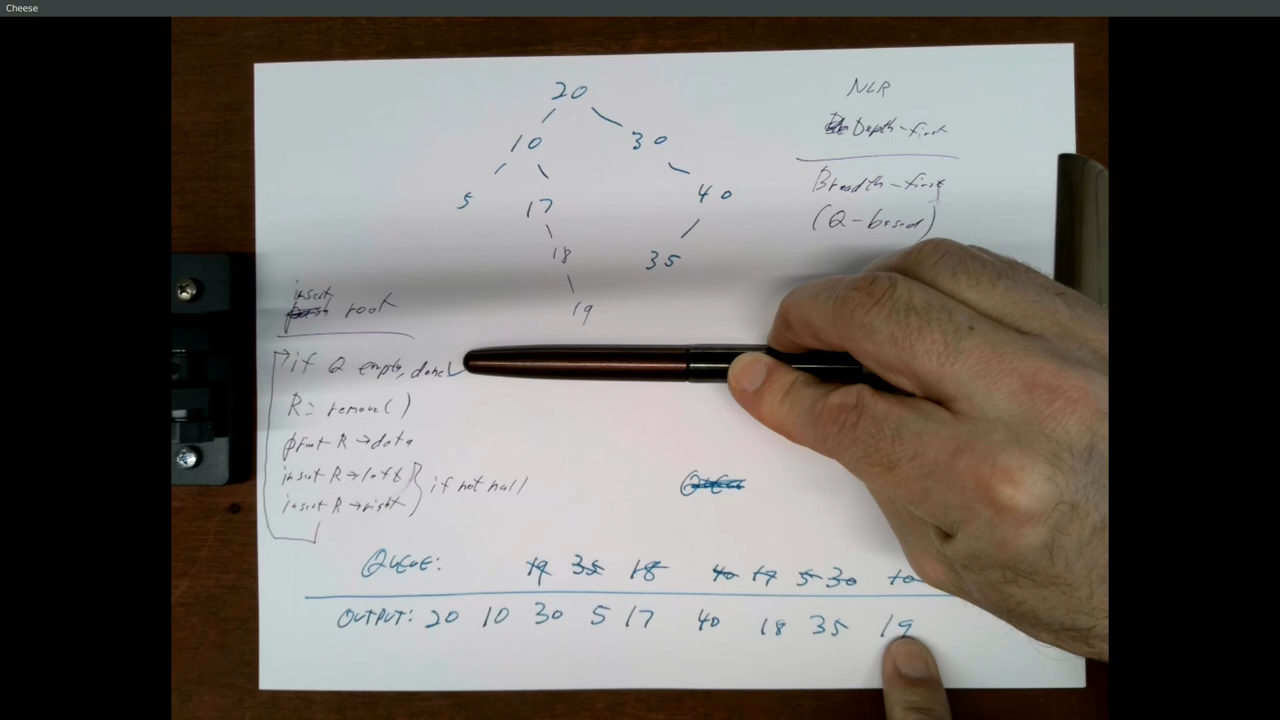 Cheese
20
10 30
5 17 40
18 35
19
NLR
Depth-first
Breadth-first
(Q-based)
insert
root
if Q empty, done
R = remove()
print R→data
insert R→left
insert R→right
if not null
QUEUE: 19 35 18 40 17 5 30 10
OUTPUT: 20 10 30 5 17 40 18 35 19